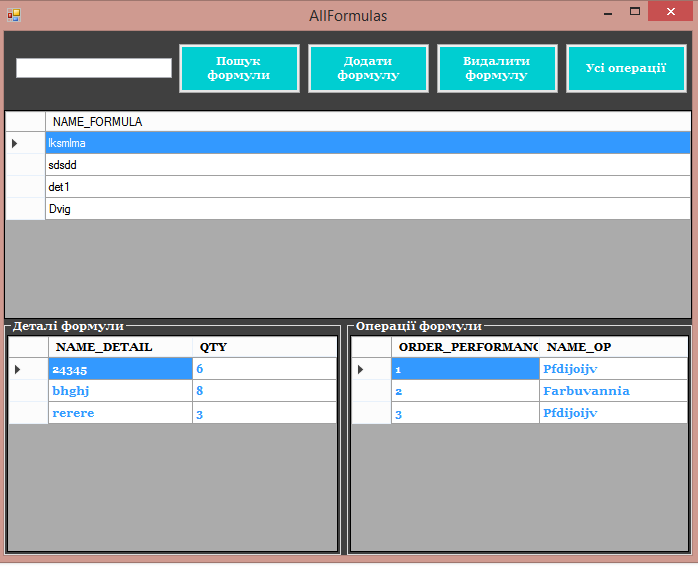 AllFormulas
Пошук
формули
Додати
формулу
Видалити
формулу
Усі операції
NAME_FORMULA
lksmlma
sdsdd
det1
Dvig
Деталі формули
NAME_DETAIL QTY
24345 6
bhghj 8
rerere 3
Операції формули
ORDER_PERFORMANC NAME_OP
1 Pfdijoijv
2 Farbuvannia
3 Pfdijoijv